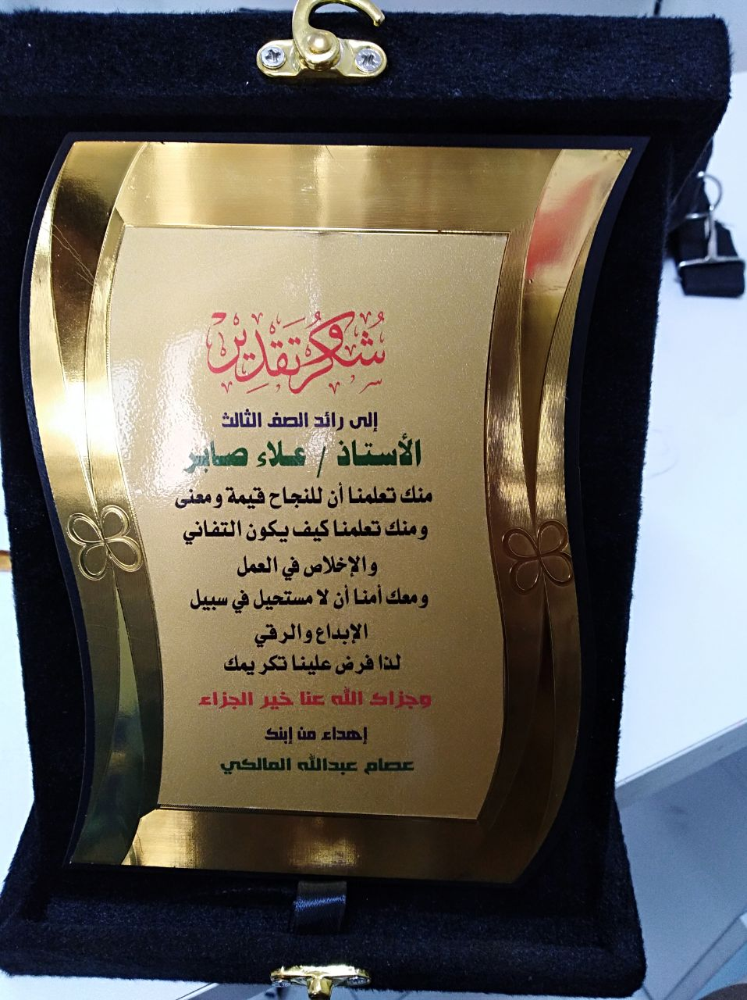 شكر وتقدير
إلى رائد الصف الثالث
الأستاذ / علاء صابر
منك تعلمنا أن للنجاح قيمة ومعنى
ومنك تعلمنا كيف يكون التفاني
والإخلاص في العمل
ومعك أمنا أن لا مستحيل في سبيل
الإبداع والرقي
لذا فرض علينا تكريمك
وجزاك الله عنا خير الجزاء
إهداء من إبنك
عصام عبدالله المالكي